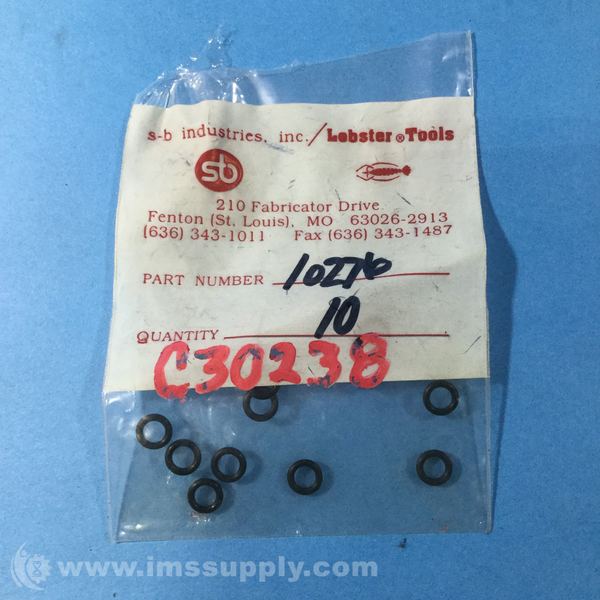 s-b industries, inc./Lobster®Tools
sb
210 Fabricator Drive
Fenton (St. Louis), MO 63026-2913
(636) 343-1011 Fax (636) 343-1487
PART NUMBER 10276
QUANTITY 10
C30238
www.imssupply.com